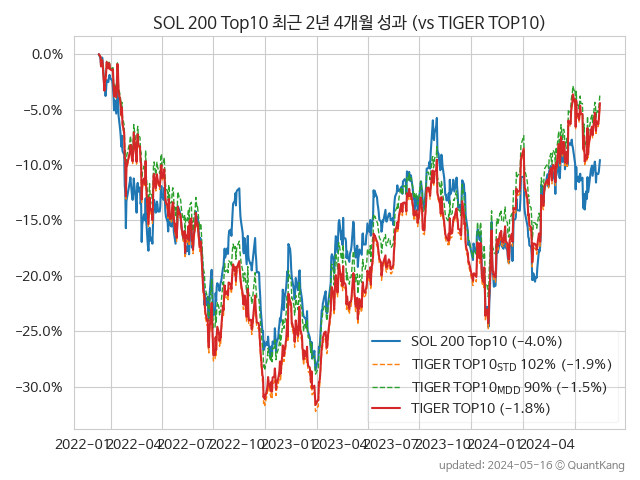 SOL 200 Top10 최근 2년 4개월 성과 (vs TIGER TOP10)
0.0%
−5.0%
−10.0%
−15.0%
−20.0%
−25.0%
−30.0%
SOL 200 Top10 (−4.0%)
TIGER TOP10STD 102% (−1.9%)
TIGER TOP10MDD 90% (−1.5%)
TIGER TOP10 (−1.8%)
2022-01 2022-04 2022-07 2022-10 2023-01 2023-04 2023-07 2023-10 2024-01 2024-04
updated: 2024-05-16 © QuantKang